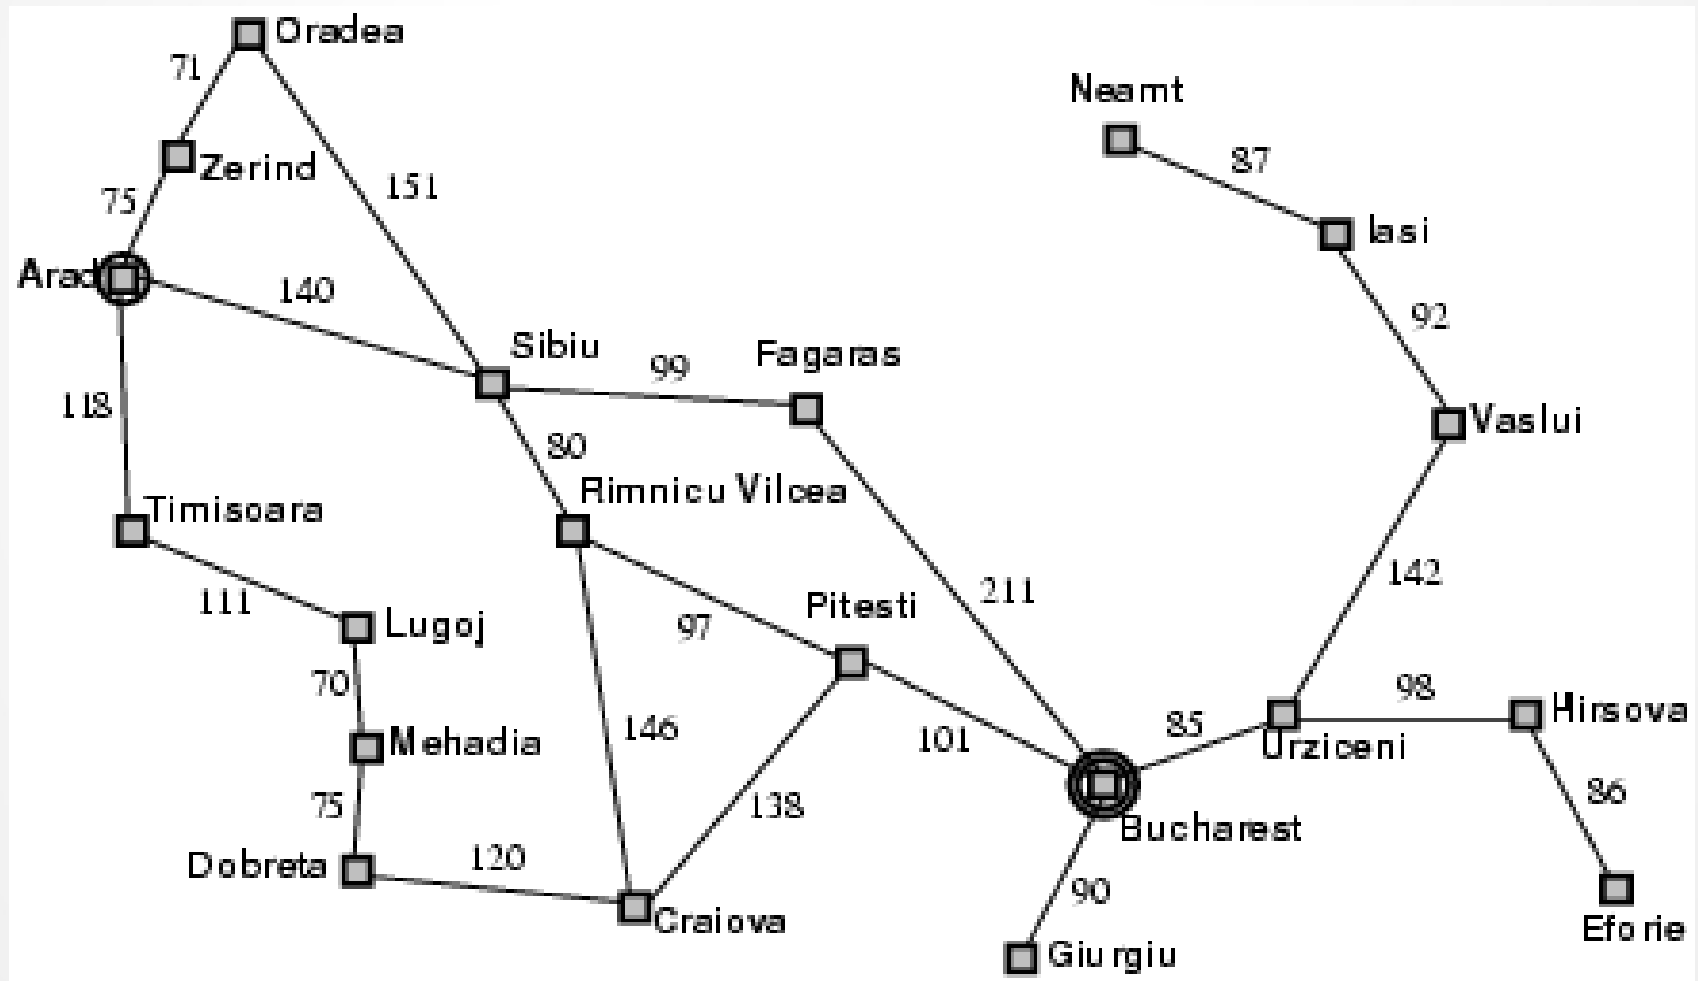 Oradea
71
Neamt
87
Zerind
151
75
Iasi
Arad
140
92
Sibiu
Fagaras
99
118
Vaslui
80
Rimnicu Vilcea
Timisoara
142
211
111
Pitesti
Lugoj
97
70
98
Hirsova
146
101
85
Mehadia
Urziceni
86
75
138
Bucharest
Dobreta
120
90
Craiova
Eforie
Giurgiu